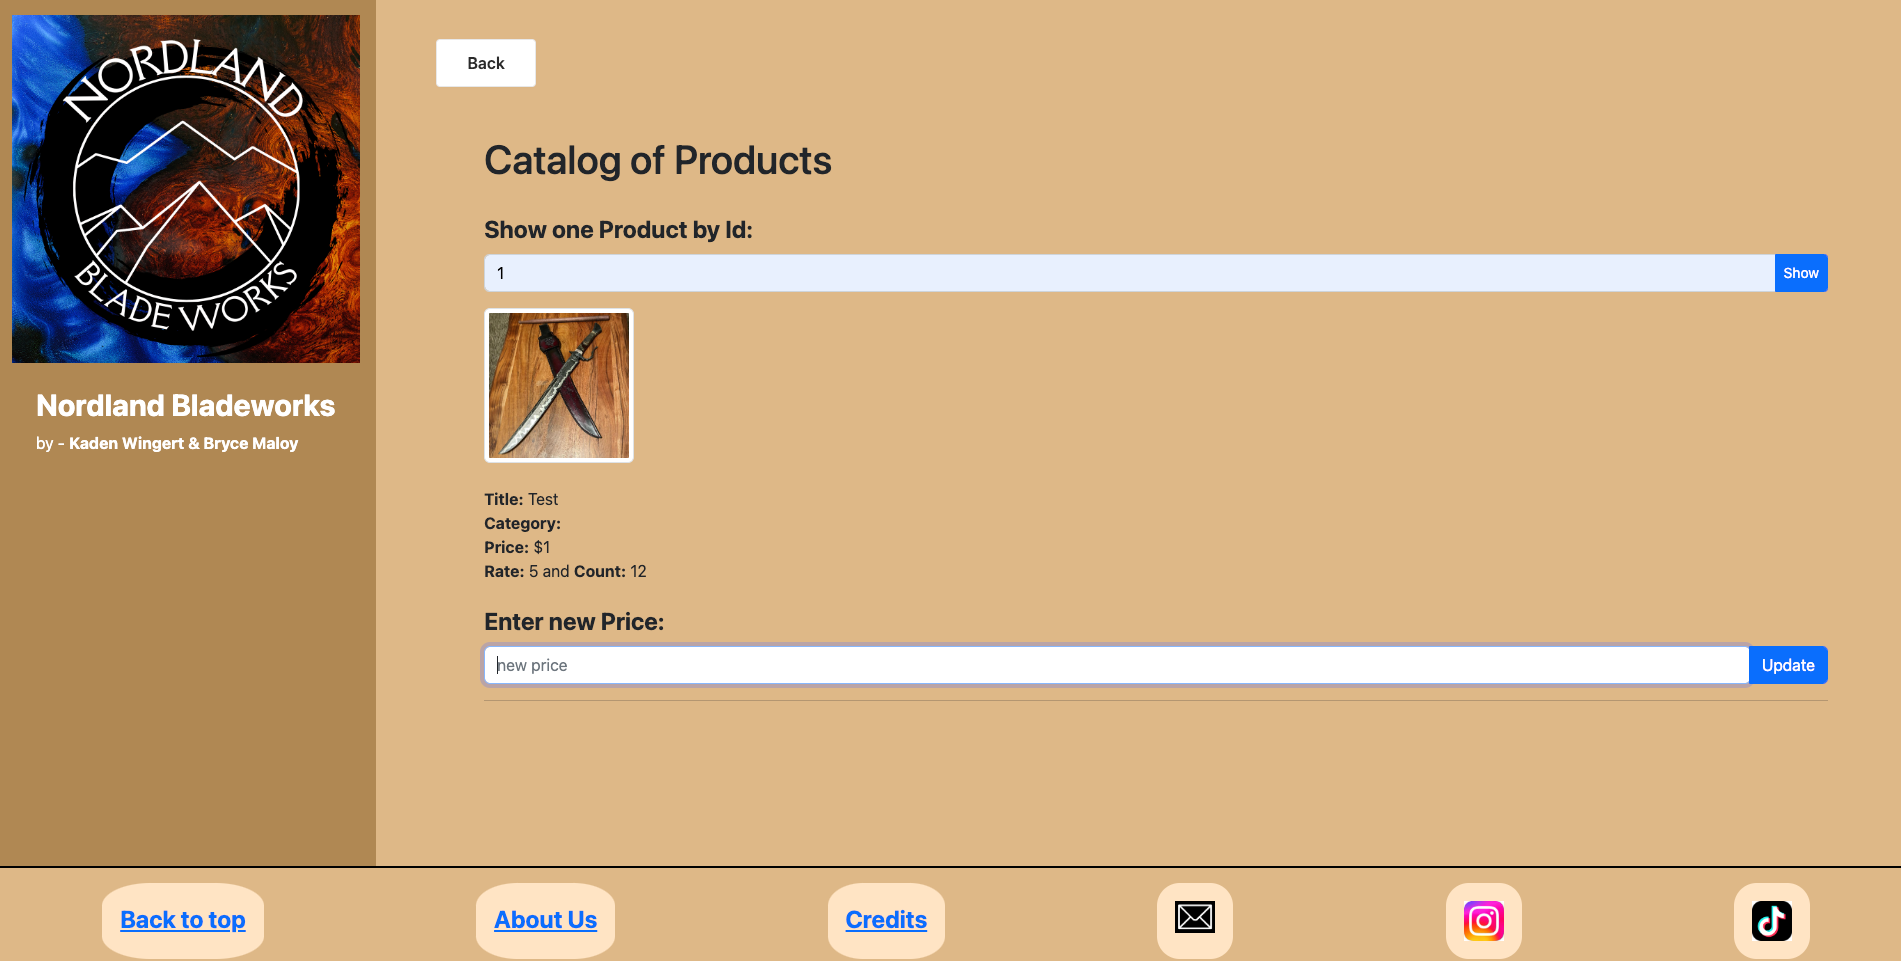 NORDLAND
BLADE WORKS
Nordland Bladeworks
by - Kaden Wingert & Bryce Maloy
Back
Catalog of Products
Show one Product by Id:
1
Show
Title: Test
Category:
Price: $1
Rate: 5 and Count: 12
Enter new Price:
new price
Update
Back to top
About Us
Credits